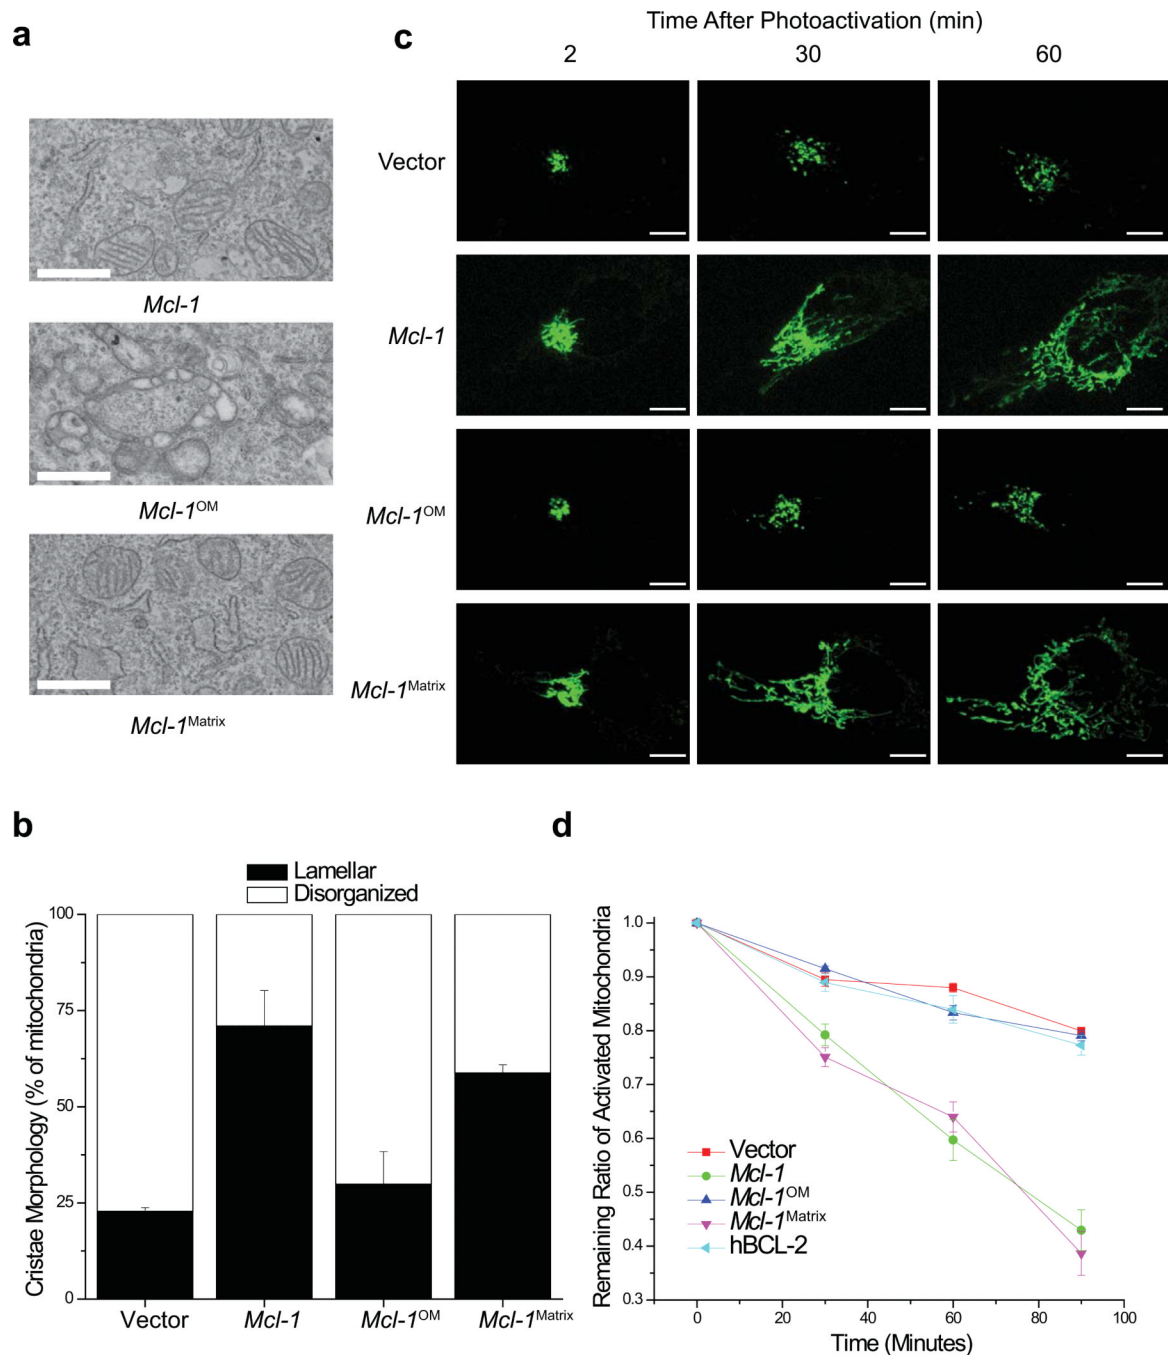 a
Mcl-1
Mcl-1OM
Mcl-1Matrix
c
Time After Photoactivation (min)
2 30 60
Vector
Mcl-1
Mcl-1OM
Mcl-1Matrix
b
Lamellar
Disorganized
Cristae Morphology (% of mitochondria)
100
75
50
25
0
Vector Mcl-1 Mcl-1OM Mcl-1Matrix
d
Remaining Ratio of Activated Mitochondria
1.0
0.9
0.8
0.7
0.6
0.5
0.4
0.3
Vector
Mcl-1
Mcl-1OM
Mcl-1Matrix
hBCL-2
0 20 40 60 80 100
Time (Minutes)